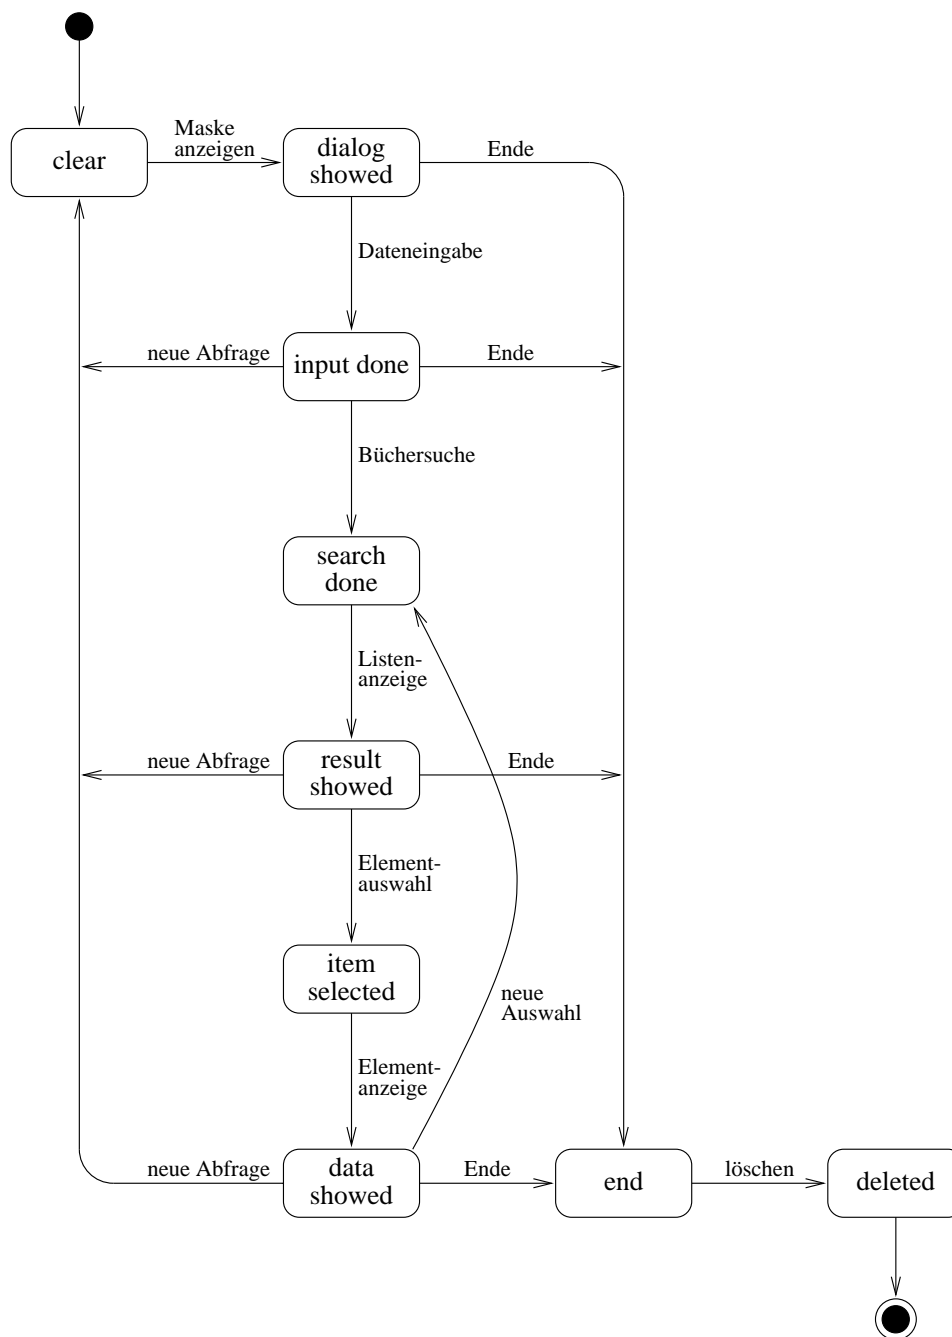 Maske
anzeigen
clear
dialog
showed
Ende
Dateneingabe
neue Abfrage
input done
Ende
Büchersuche
search
done
Listen-
anzeige
neue Abfrage
result
showed
Ende
Element-
auswahl
item
selected
neue
Auswahl
Element-
anzeige
neue Abfrage
data
showed
Ende
end
löschen
deleted